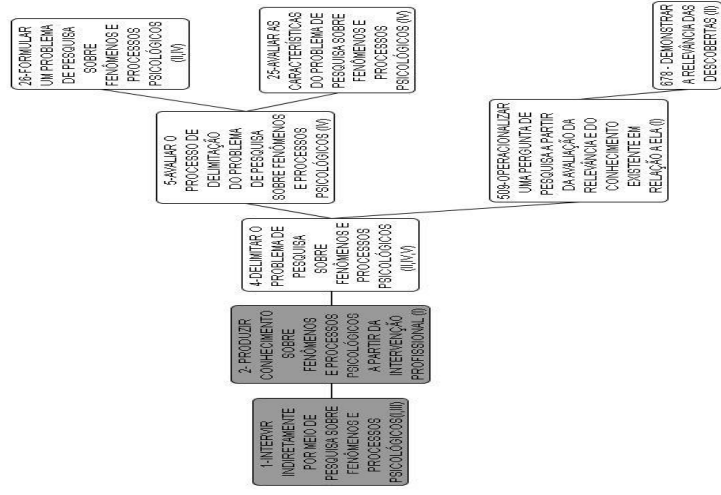 1-INTERVIR
INDIRETAMENTE
POR MEIO DE
PESQUISA SOBRE
FENÔMENOS E
PROCESSOS
PSICOLÓGICOS(I,III)
2- PRODUZIR
CONHECIMENTO
SOBRE
FENÔMENOS
E PROCESSOS
PSICOLÓGICOS
A PARTIR DA
INTERVENÇÃO
PROFISSIONAL (I)
4-DELIMITAR O
PROBLEMA DE
PESQUISA
SOBRE
FENÔMENOS E
PROCESSOS
PSICOLÓGICOS
(II,IV,V)
5-AVALIAR O
PROCESSO DE
DELIMITAÇÃO
DO PROBLEMA
DE PESQUISA
SOBRE FENÔMENOS
E PROCESSOS
PSICOLÓGICOS (IV)
26-FORMULAR
UM PROBLEMA
DE PESQUISA
SOBRE
FENÔMENOS E
PROCESSOS
PSICOLÓGICOS
(II,IV)
25-AVALIAR AS
CARACTERÍSTICAS
DO PROBLEMA DE
PESQUISA SOBRE
FENÔMENOS E
PROCESSOS
PSICOLÓGICOS (IV)
509-OPERACIONALIZAR
UMA PERGUNTA DE
PESQUISA A PARTIR
DA AVALIAÇÃO DA
RELEVÂNCIA E DO
CONHECIMENTO
EXISTENTE EM
RELAÇÃO A ELA (I)
678 - DEMONSTRAR
A RELEVÂNCIA DAS
DESCOBERTAS (II)